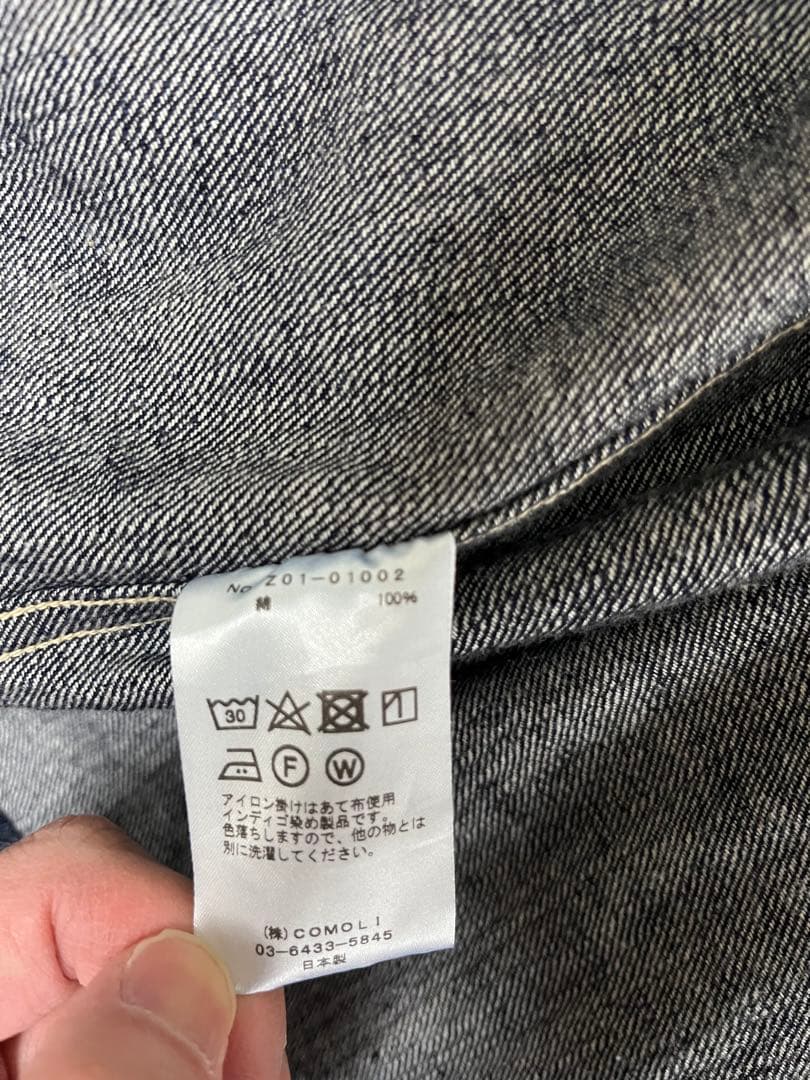 No Z01-01002
綿 100%
30
F W
アイロン掛けはあて布使用
インディゴ染め製品です。
色落ちしますので、他の物とは
別に洗濯してください。
(株)COMOLI
03-6433-5845
日本製